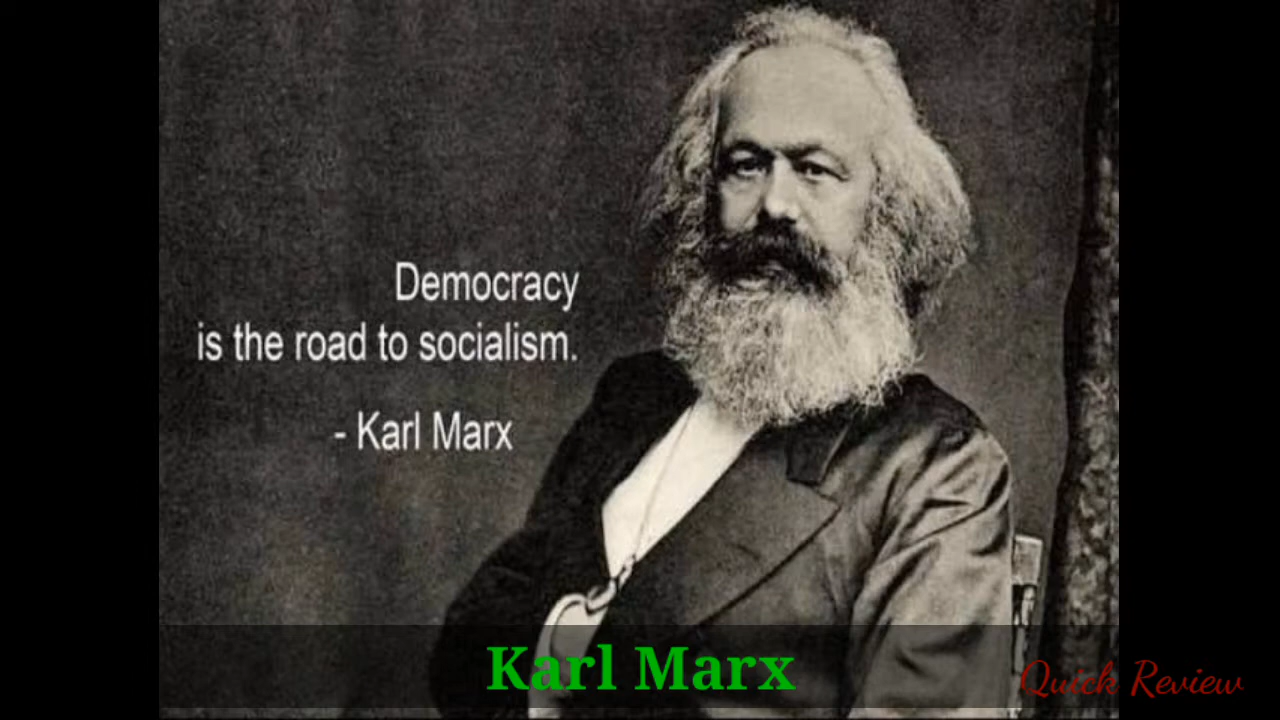 Democracy
is the road to socialism.
- Karl Marx
Karl Marx
Quick Review